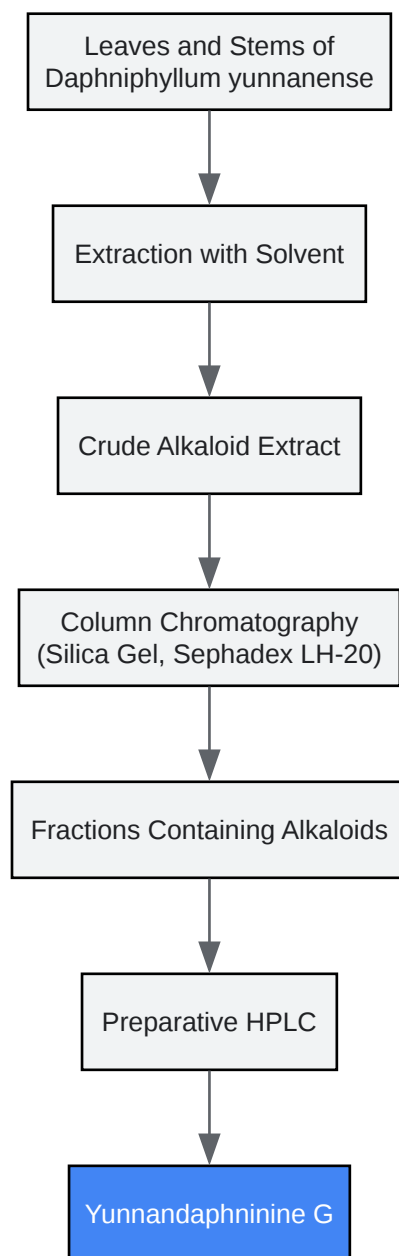 Leaves and Stems of
Daphniphyllum yunnanense
Extraction with Solvent
Crude Alkaloid Extract
Column Chromatography
(Silica Gel, Sephadex LH-20)
Fractions Containing Alkaloids
Preparative HPLC
Yunnandaphninine G